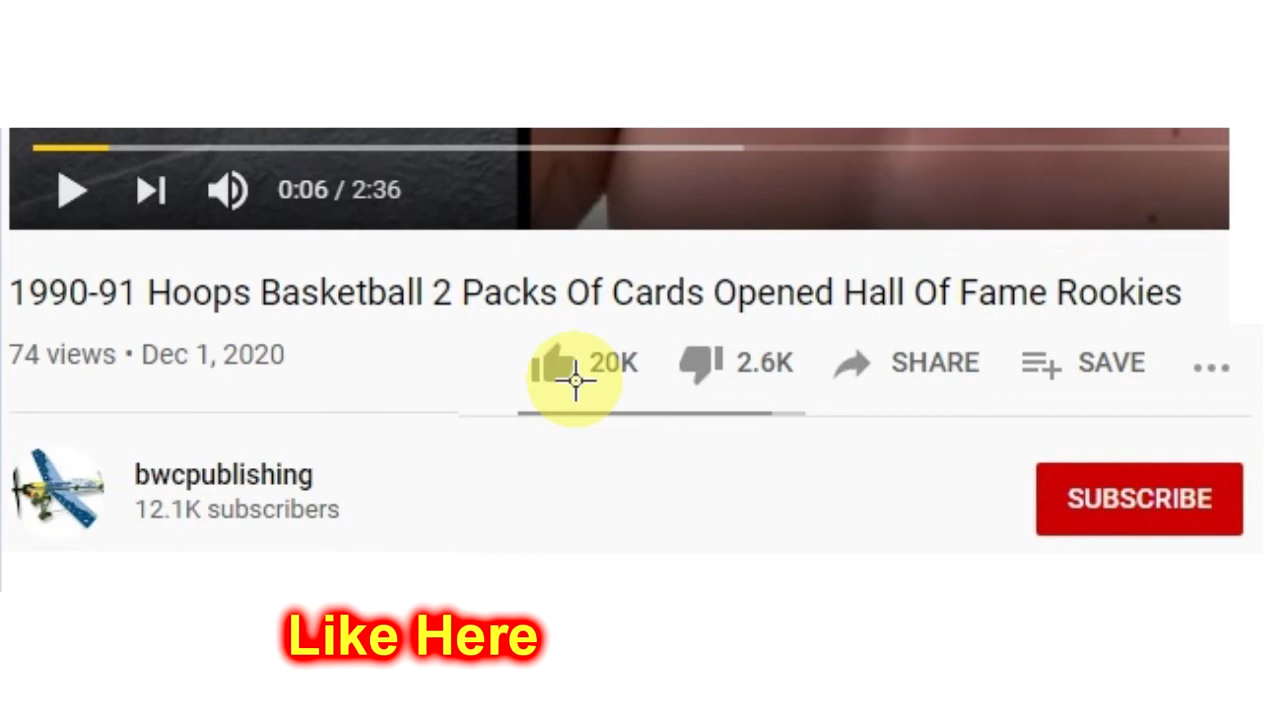 0:06 / 2:36
1990-91 Hoops Basketball 2 Packs Of Cards Opened Hall Of Fame Rookies
74 views • Dec 1, 2020
20K 2.6K SHARE SAVE
bwcpublishing
12.1K subscribers
SUBSCRIBE
Like Here